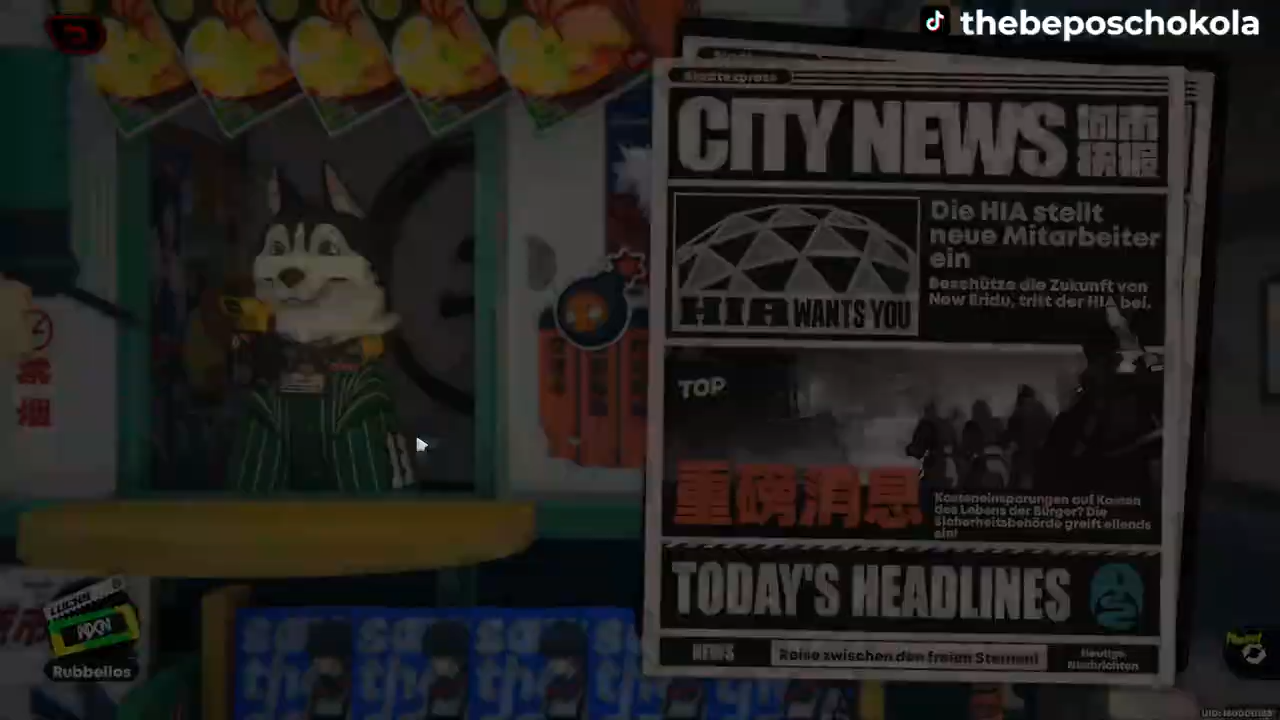 thebeposchokola
Stadtexpress
CITY NEWS
Die HIA stellt
neue Mitarbeiter
ein
Beschütze die Zukunft von
New Eridu, tritt der HIA bei.
HIA WANTS YOU
TOP
重磅消息
Kosteneinsparungen auf Kosten
des Lebens der Bürger? Die
Sicherheitsbehörde greift eilends
ein!
TODAY'S HEADLINES
NEWS
Reise zwischen den freien Sternen!
Heutige
Nachrichten
Rubbellos